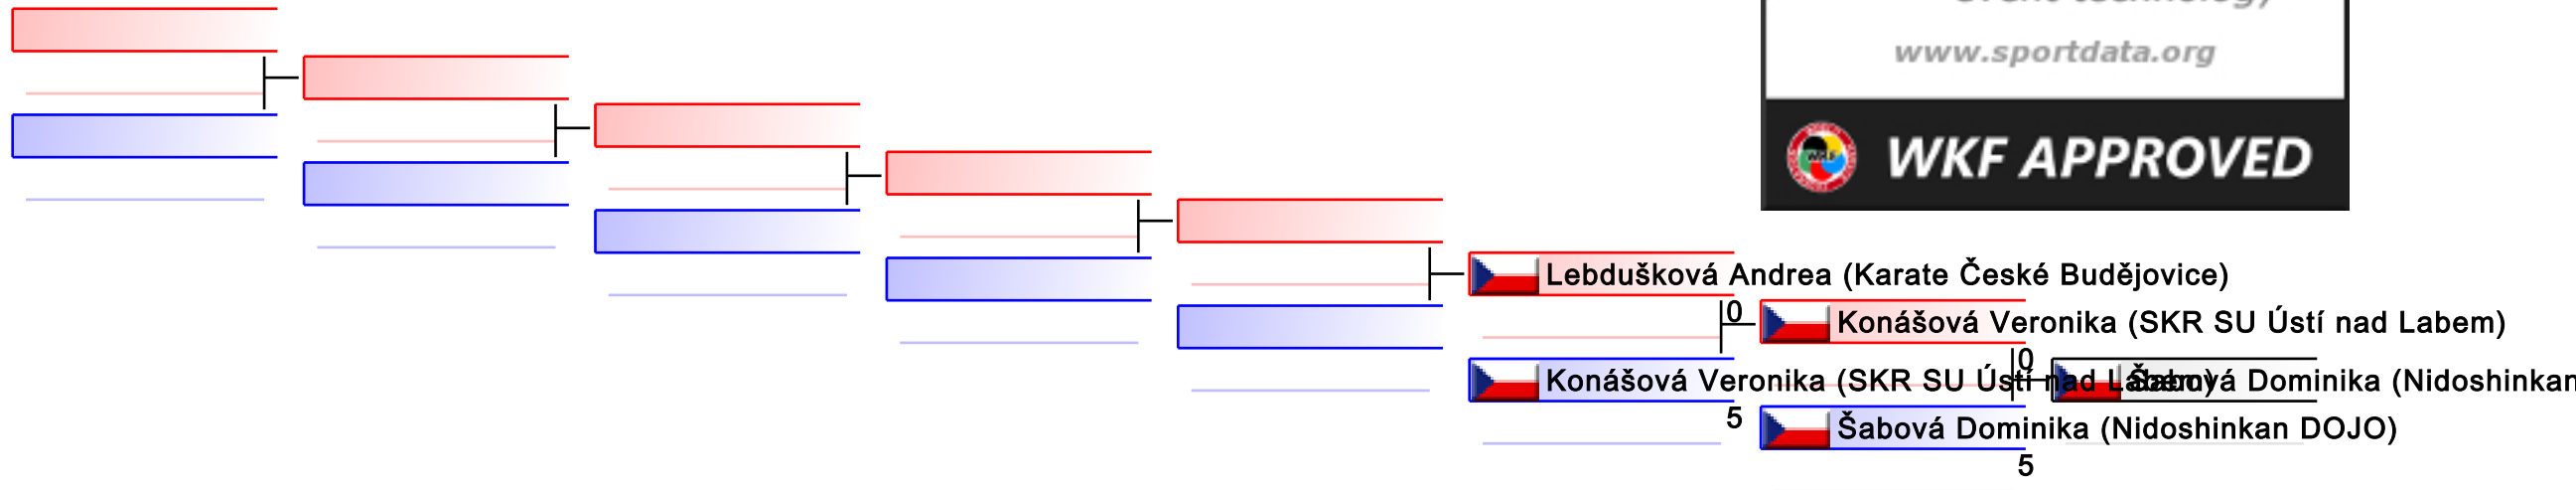 www.sportdata.org
WKF APPROVED
Lebdušková Andrea (Karate České Budějovice)
0
Konášová Veronika (SKR SU Ústí nad Labem)
0
Konášová Veronika (SKR SU Ústí nad Labem)
Šabová Dominika (Nidoshinkan
5
Šabová Dominika (Nidoshinkan DOJO)
5